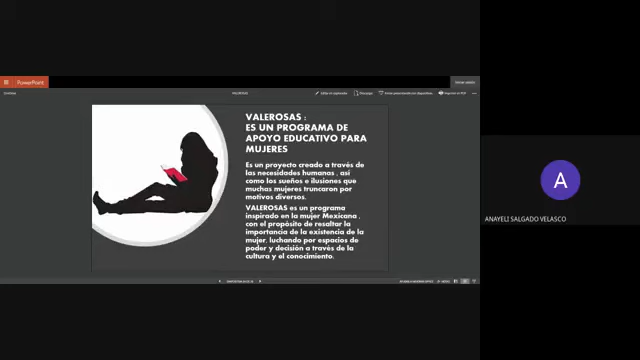 PowerPoint
VALEROSAS
VALEROSAS :
ES UN PROGRAMA DE
APOYO EDUCATIVO PARA
MUJERES
Es un proyecto creado a través de
las necesidades humanas , así
como los sueños e ilusiones que
muchas mujeres truncaron por
motivos diversos.
VALEROSAS es un programa
inspirado en la mujer Mexicana ,
con el propósito de resaltar la
importancia de la existencia de la
mujer, luchando por espacios de
poder y decisión a través de la
cultura y el conocimiento.
A
ANAYELI SALGADO VELASCO